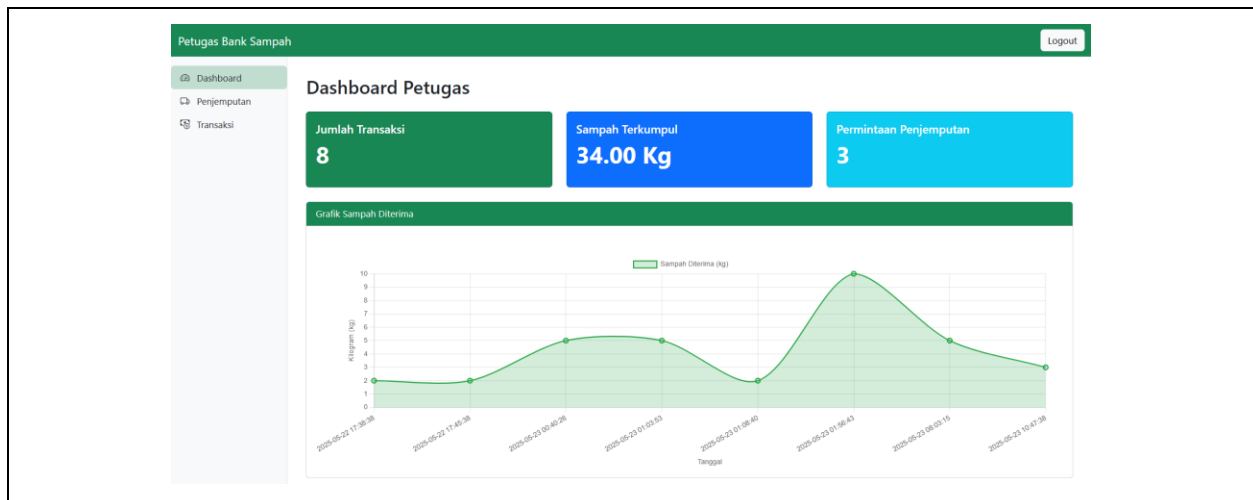 Petugas Bank Sampah
Logout
Dashboard
Penjemputan
Transaksi
Dashboard Petugas
Jumlah Transaksi
8
Sampah Terkumpul
34.00 Kg
Permintaan Penjemputan
3
Grafik Sampah Diterima
Sampah Diterima (kg)
Kilogram (kg)
10
9
8
7
6
5
4
3
2
1
0
2025-05-22 17:38:38
2025-05-22 17:45:38
2025-05-23 00:40:26
2025-05-23 01:03:53
2025-05-23 01:06:40
2025-05-23 01:56:43
2025-05-23 08:03:15
2025-05-23 10:47:38
Tanggal